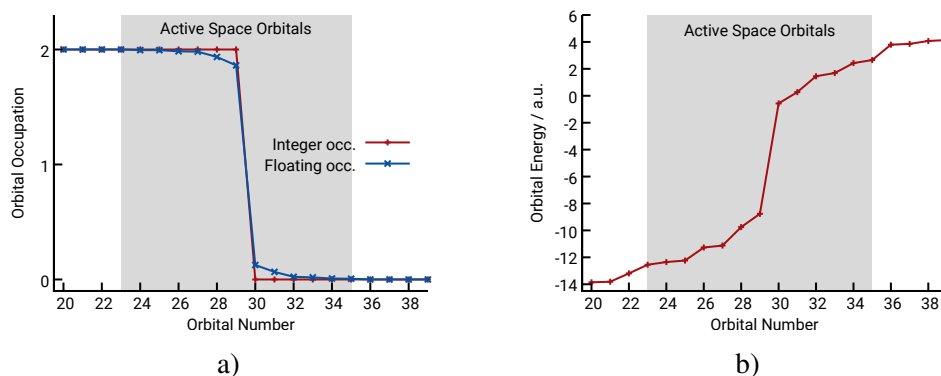 Active Space Orbitals
2
1
0
Orbital Occupation
Integer occ.
Floating occ.
20 22 24 26 28 30 32 34 36 38
Orbital Number
a)
Active Space Orbitals
6
4
2
0
-2
-4
-6
-8
-10
-12
-14
Orbital Energy / a.u.
20 22 24 26 28 30 32 34 36 38
Orbital Number
b)